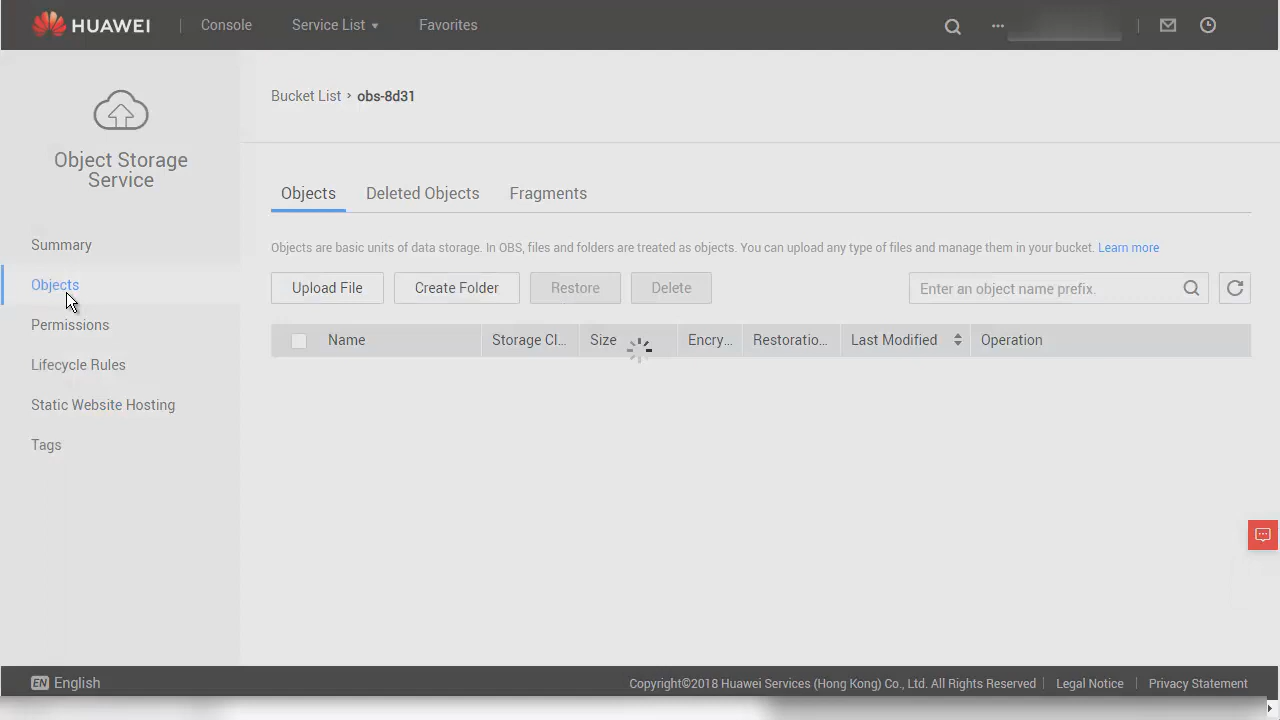 HUAWEI | Console Service List Favorites ...
Object Storage
Service
Bucket List > obs-8d31
Objects Deleted Objects Fragments
Summary
Objects are basic units of data storage. In OBS, files and folders are treated as objects. You can upload any type of files and manage them in your bucket. Learn more
Objects
Upload File Create Folder Restore Delete Enter an object name prefix.
Permissions
Name Storage Cl... Size Encry... Restoratio... Last Modified Operation
Lifecycle Rules
Static Website Hosting
Tags
EN English
Copyright©2018 Huawei Services (Hong Kong) Co., Ltd. All Rights Reserved | Legal Notice | Privacy Statement